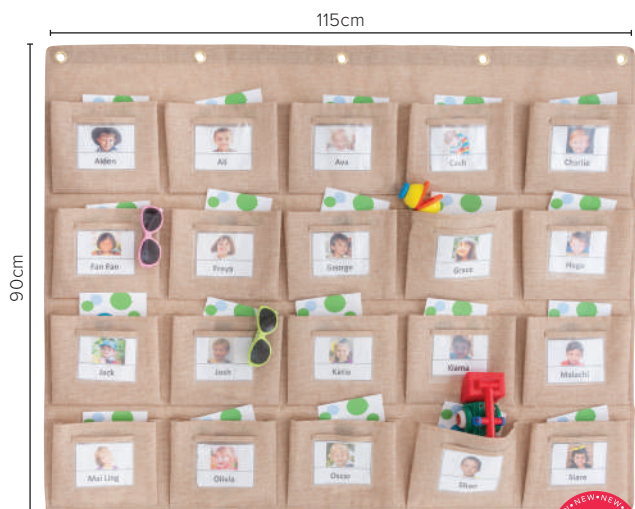 115cm
90cm
Aiden
Ali
Ava
Cash
Charlie
Fan Fan
Freya
George
Grace
Hugo
Jack
Josh
Katie
Kiama
Malachi
Mai Ling
Olivia
Oscar
NEW•NEW•